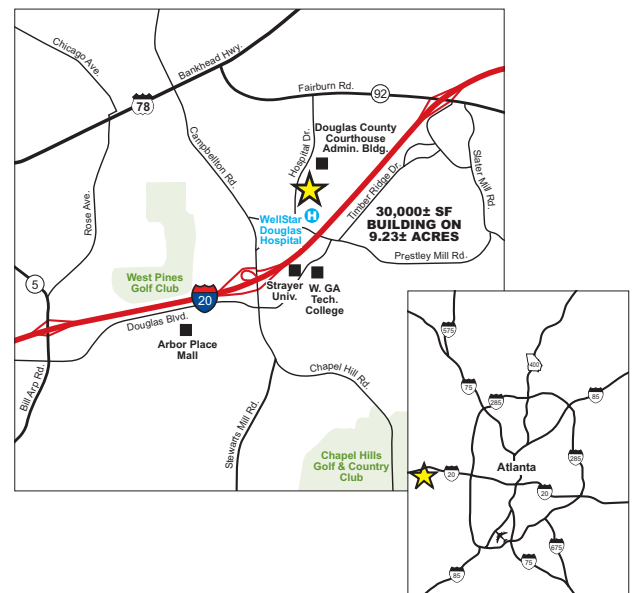 Chicago Ave.
Bankhead Hwy.
78
Fairburn Rd.
92
Campbellton Rd.
Hospital Dr.
Douglas County
Courthouse
Admin. Bldg.
Timber Ridge Dr.
Slater Mill Rd.
Rose Ave.
30,000± SF
BUILDING ON
9.23± ACRES
H
WellStar
Douglas
Hospital
Prestley Mill Rd.
5
West Pines
Golf Club
20
Strayer
Univ.
W. GA
Tech.
College
Douglas Blvd.
Arbor Place
Mall
Bill Arp Rd.
Chapel Hill Rd.
Stewarts Mill Rd.
Chapel Hills
Golf & Country
Club
575
400
75
285
85
Atlanta
285
20
20
675
75
85